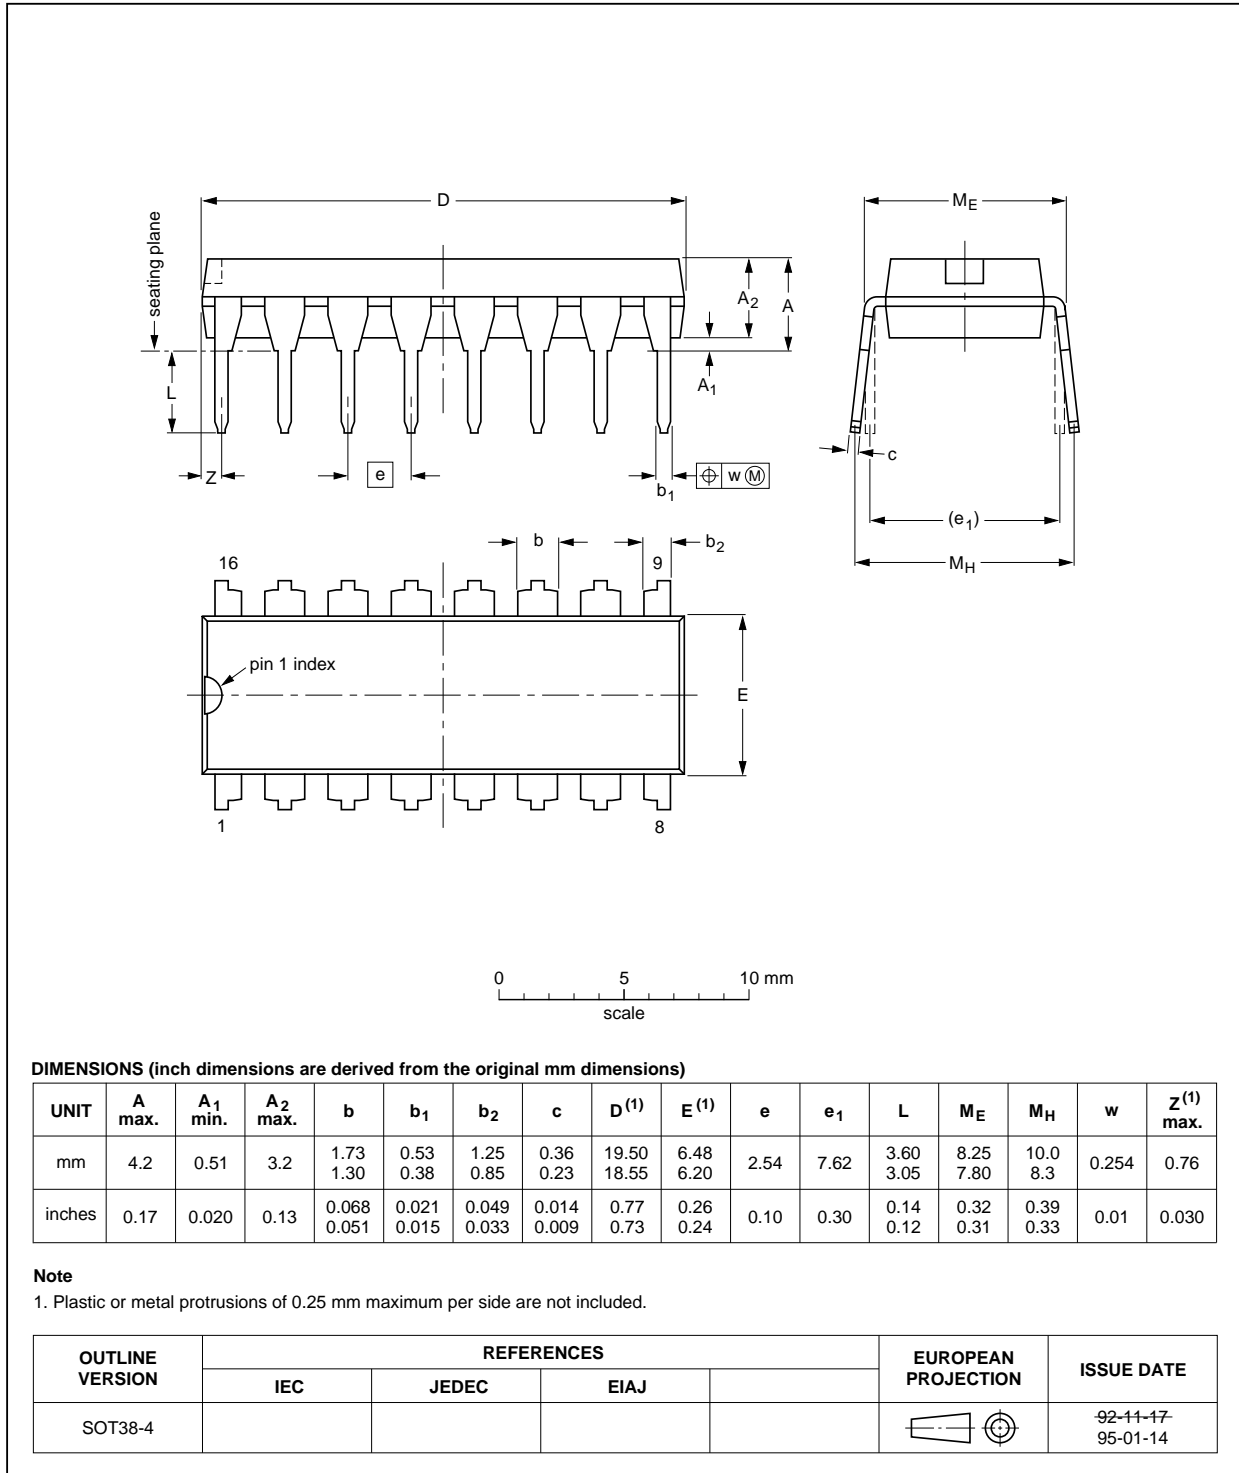 D
M_E
seating plane
A_2
A
A_1
L
Z
e
b_1
w M
c
(e_1)
M_H
b
b_2
16
9
pin 1 index
E
1
8
0 5 10 mm
scale
DIMENSIONS (inch dimensions are derived from the original mm dimensions)
UNIT A max. A1 min. A2 max. b b1 b2 c D(1) E(1) e e1 L ME MH w Z(1) max.
mm 4.2 0.51 3.2 1.73 1.30 0.53 0.38 1.25 0.85 0.36 0.23 19.50 18.55 6.48 6.20 2.54 7.62 3.60 3.05 8.25 7.80 10.0 8.3 0.254 0.76
inches 0.17 0.020 0.13 0.068 0.051 0.021 0.015 0.049 0.033 0.014 0.009 0.77 0.73 0.26 0.24 0.10 0.30 0.14 0.12 0.32 0.31 0.39 0.33 0.01 0.030
Note
1. Plastic or metal protrusions of 0.25 mm maximum per side are not included.
OUTLINE VERSION REFERENCES EUROPEAN PROJECTION ISSUE DATE
IEC JEDEC EIAJ
SOT38-4 92-11-17
95-01-14